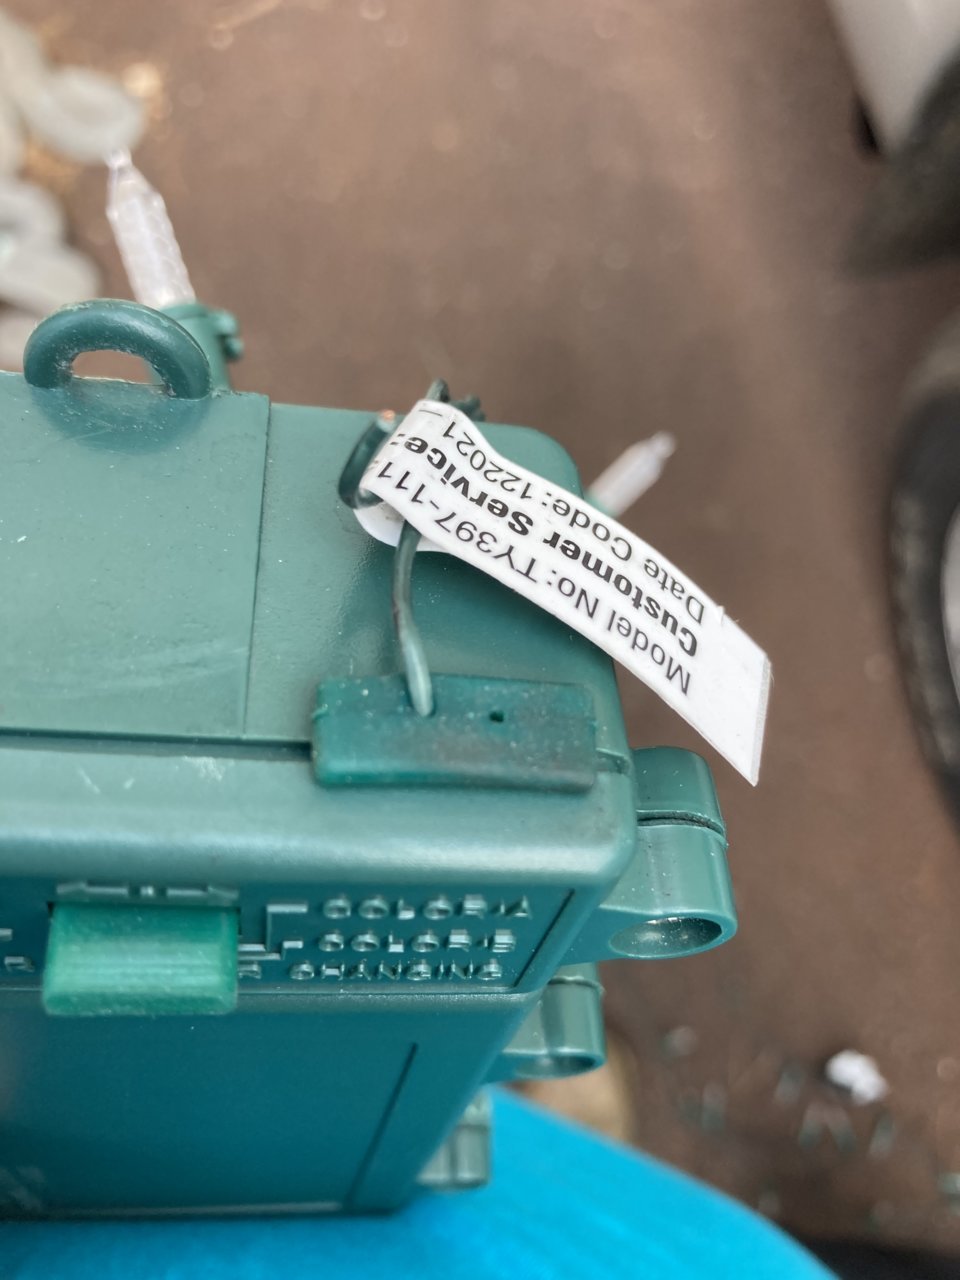 Model No: TY397-111
Customer Service:
Date Code: 122021
COLOR-A
COLOR-B
CHANGING